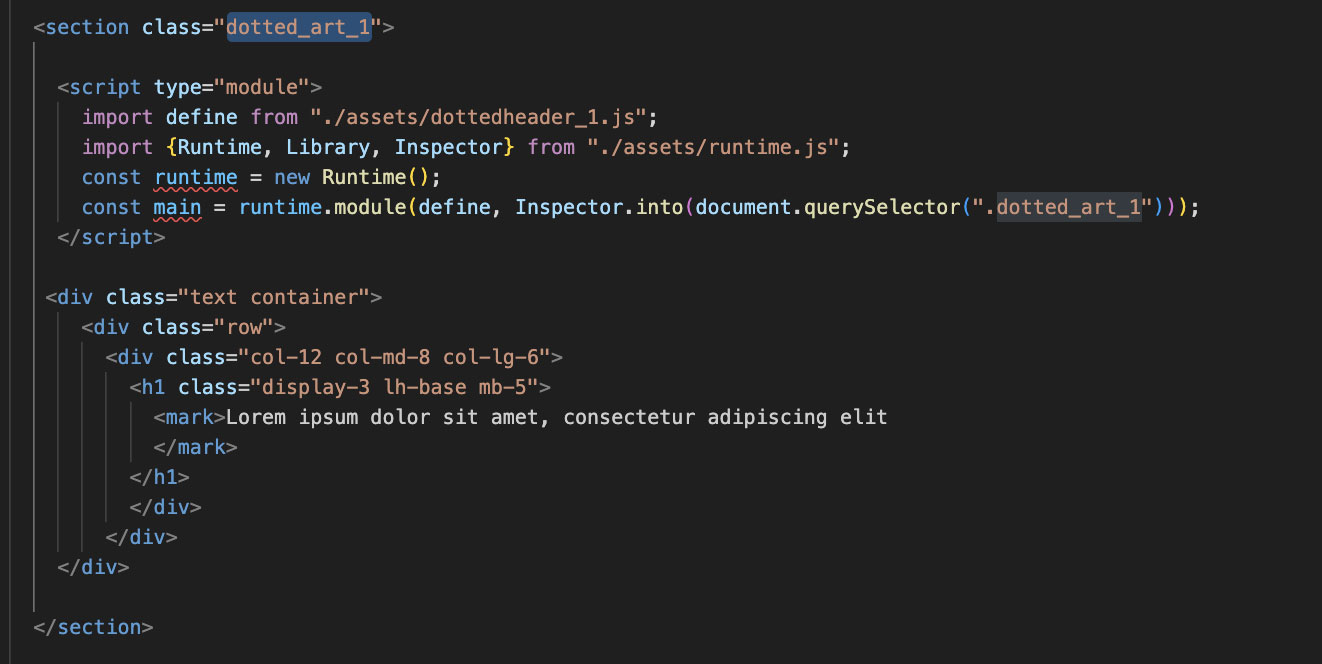 <section class="dotted_art_1">
<script type="module">
import define from "./assets/dottedheader_1.js";
import {Runtime, Library, Inspector} from "./assets/runtime.js";
const runtime = new Runtime();
const main = runtime.module(define, Inspector.into(document.querySelector(".dotted_art_1")));
</script>
<div class="text container">
<div class="row">
<div class="col-12 col-md-8 col-lg-6">
<h1 class="display-3 lh-base mb-5">
<mark>Lorem ipsum dolor sit amet, consectetur adipiscing elit
</mark>
</h1>
</div>
</div>
</div>
</section>